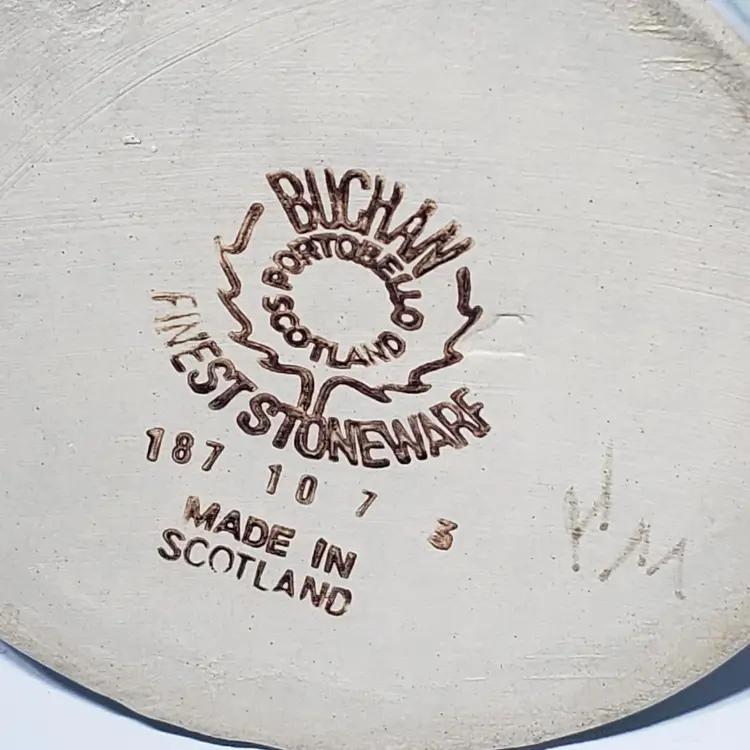 BUCHAN
PORTOBELLO
SCOTLAND
FINEST STONEWARE
187 10 7 3
MADE IN
SCOTLAND